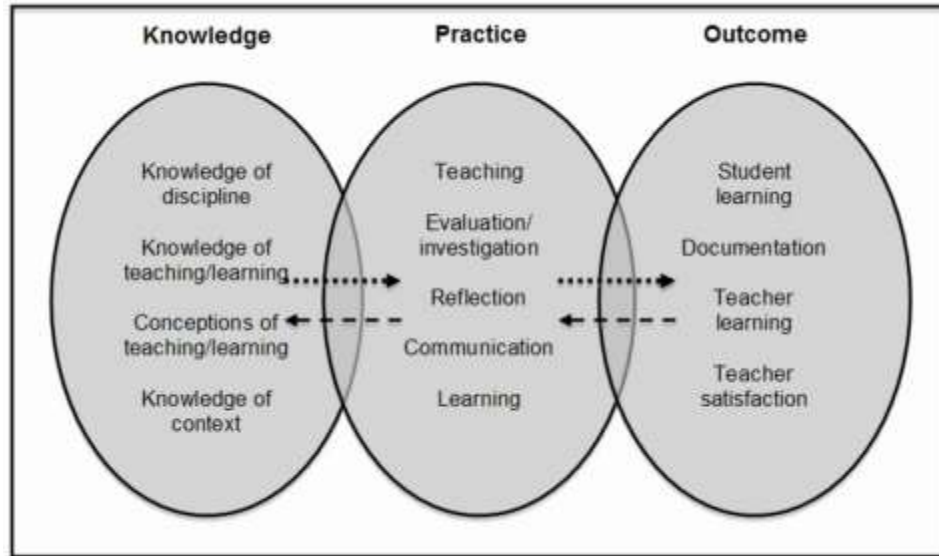 Knowledge
Practice
Outcome
Knowledge of
discipline
Knowledge of
teaching/learning
Conceptions of
teaching/learning
Knowledge of
context
Teaching
Evaluation/
investigation
Reflection
Communication
Learning
Student
learning
Documentation
Teacher
learning
Teacher
satisfaction